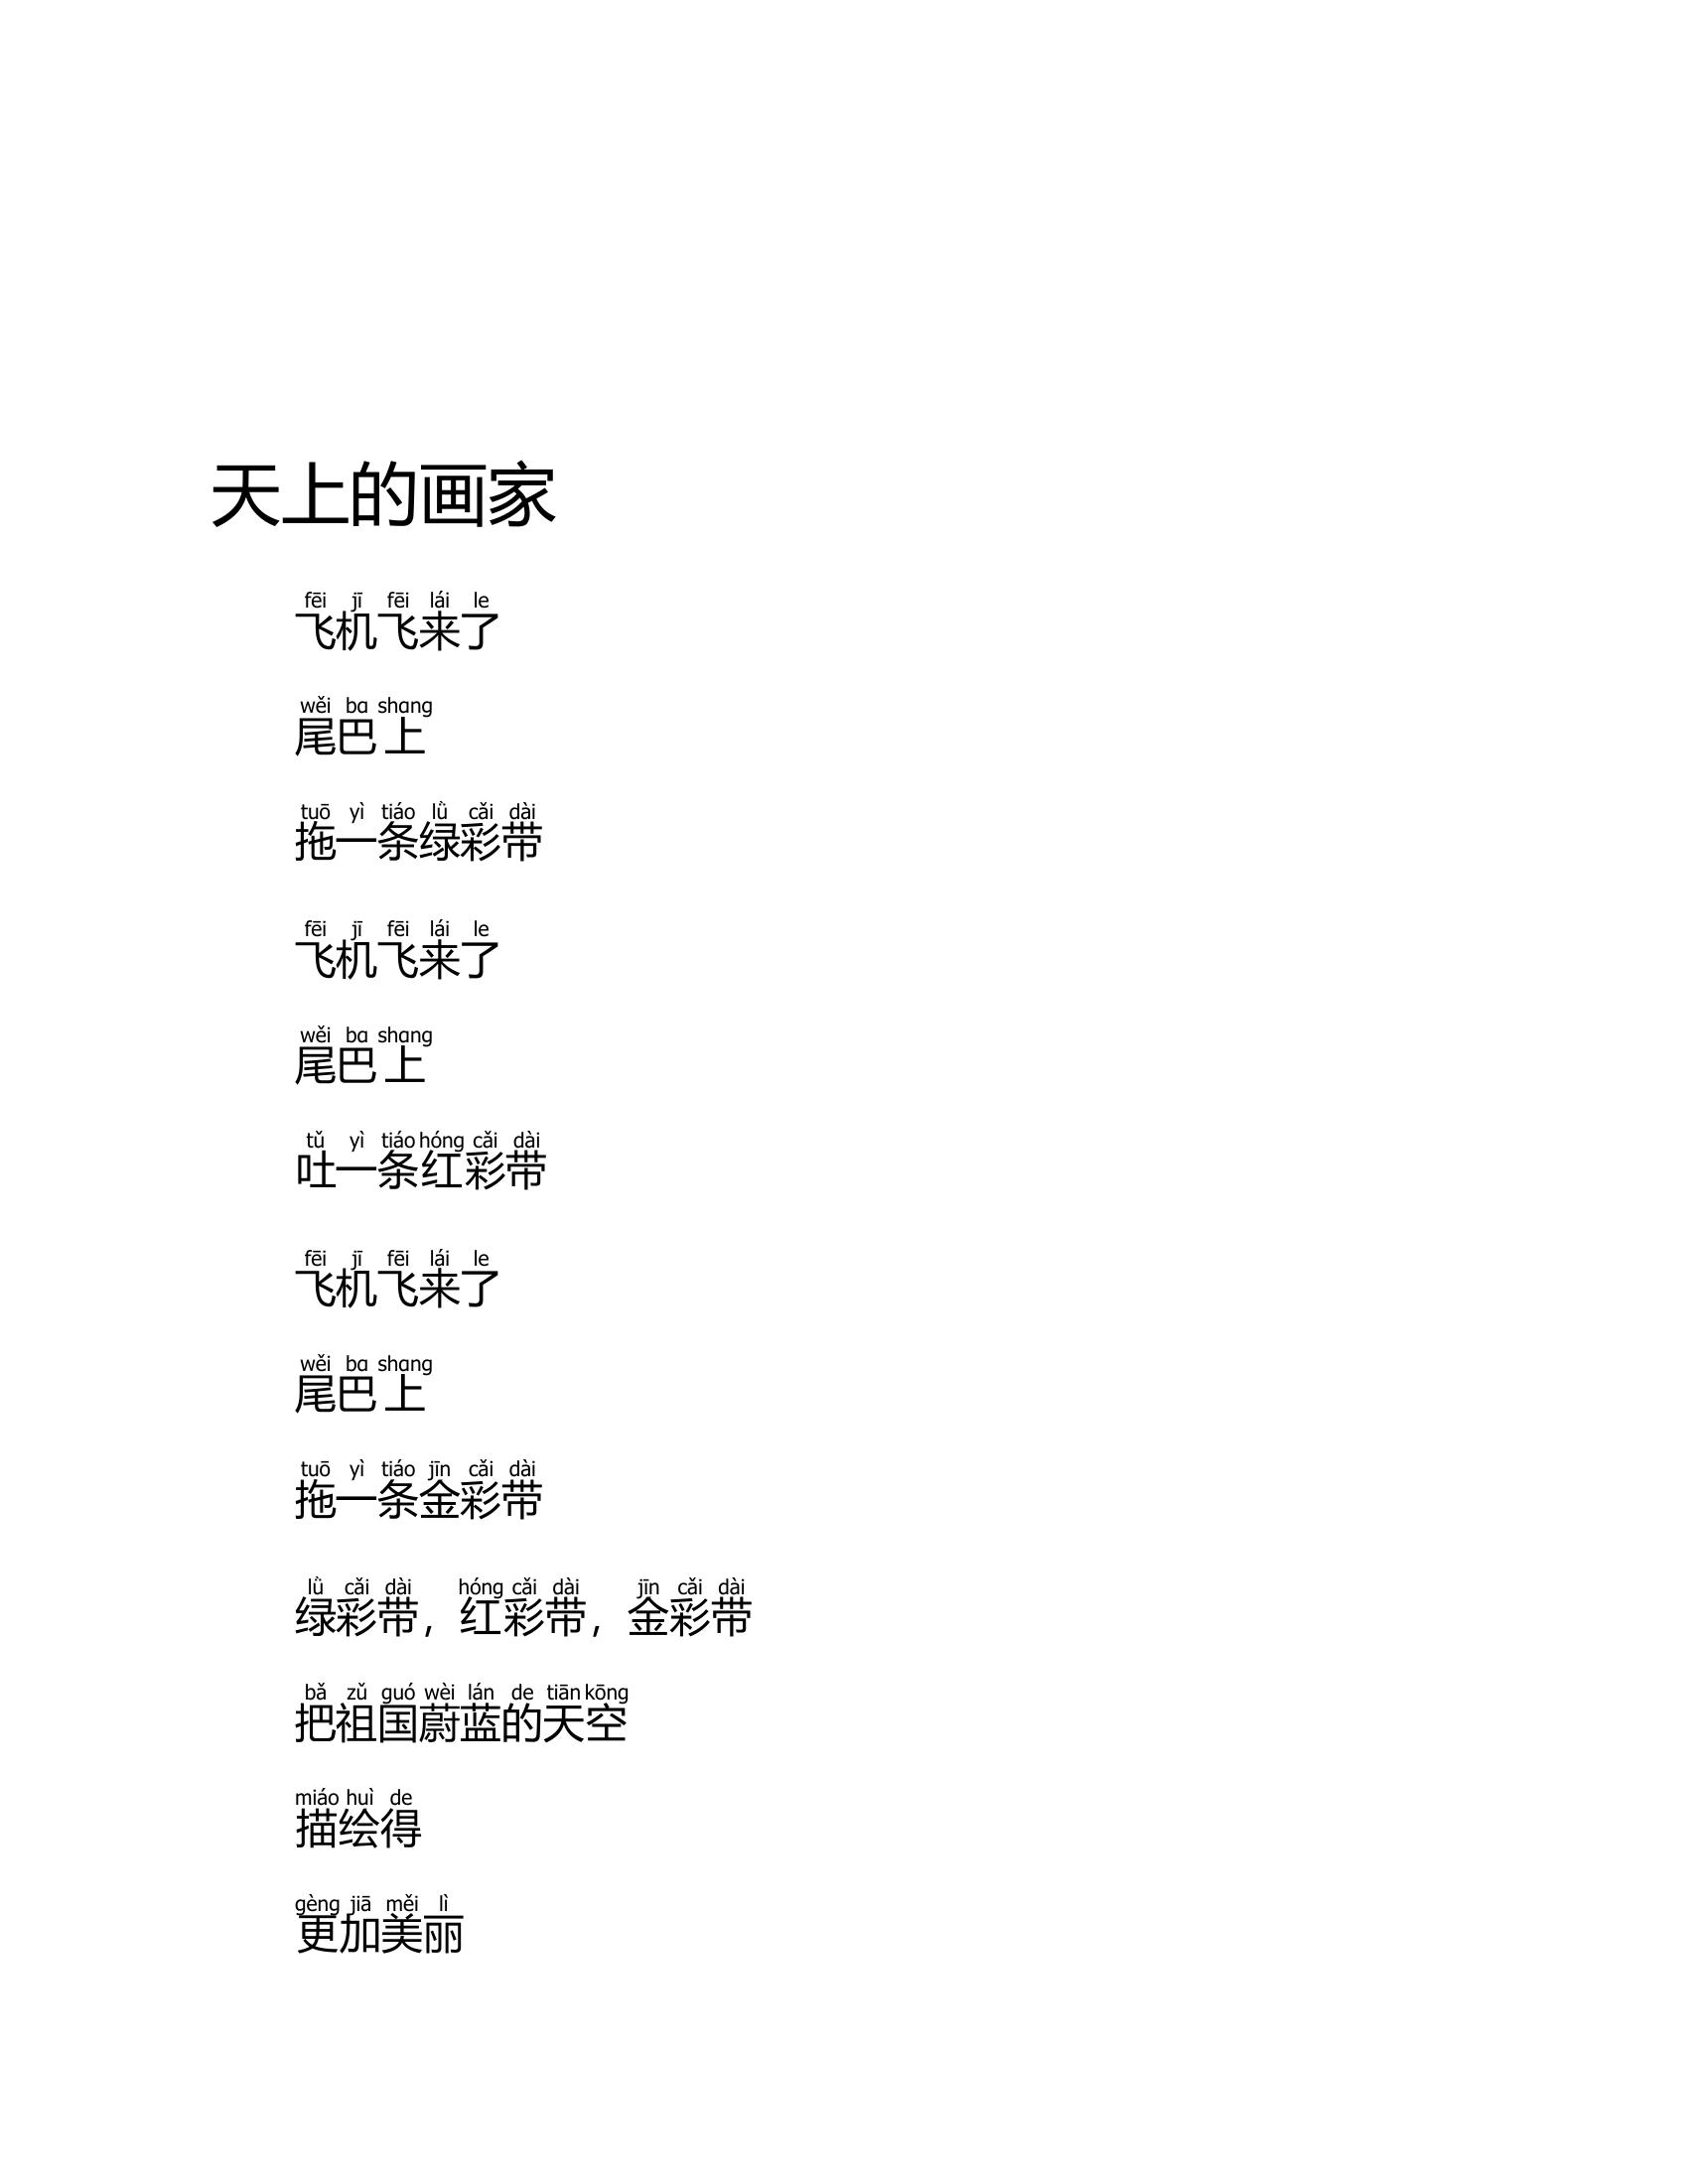 天上的画家
fēi jī fēi lái le
飞机飞来了
wěi ba shang
尾巴上
tuō yì tiáo lǜ cǎi dài
拖一条绿彩带
fēi jī fēi lái le
飞机飞来了
wěi ba shang
尾巴上
tǔ yì tiáo hóng cǎi dài
吐一条红彩带
fēi jī fēi lái le
飞机飞来了
wěi ba shang
尾巴上
tuō yì tiáo jīn cǎi dài
拖一条金彩带
lǜ cǎi dài hóng cǎi dài jīn cǎi dài
绿彩带，红彩带，金彩带
bǎ zǔ guó wèi lán de tiān kōng
把祖国蔚蓝的天空
miáo huì de
描绘得
gèng jiā měi lì
更加美丽